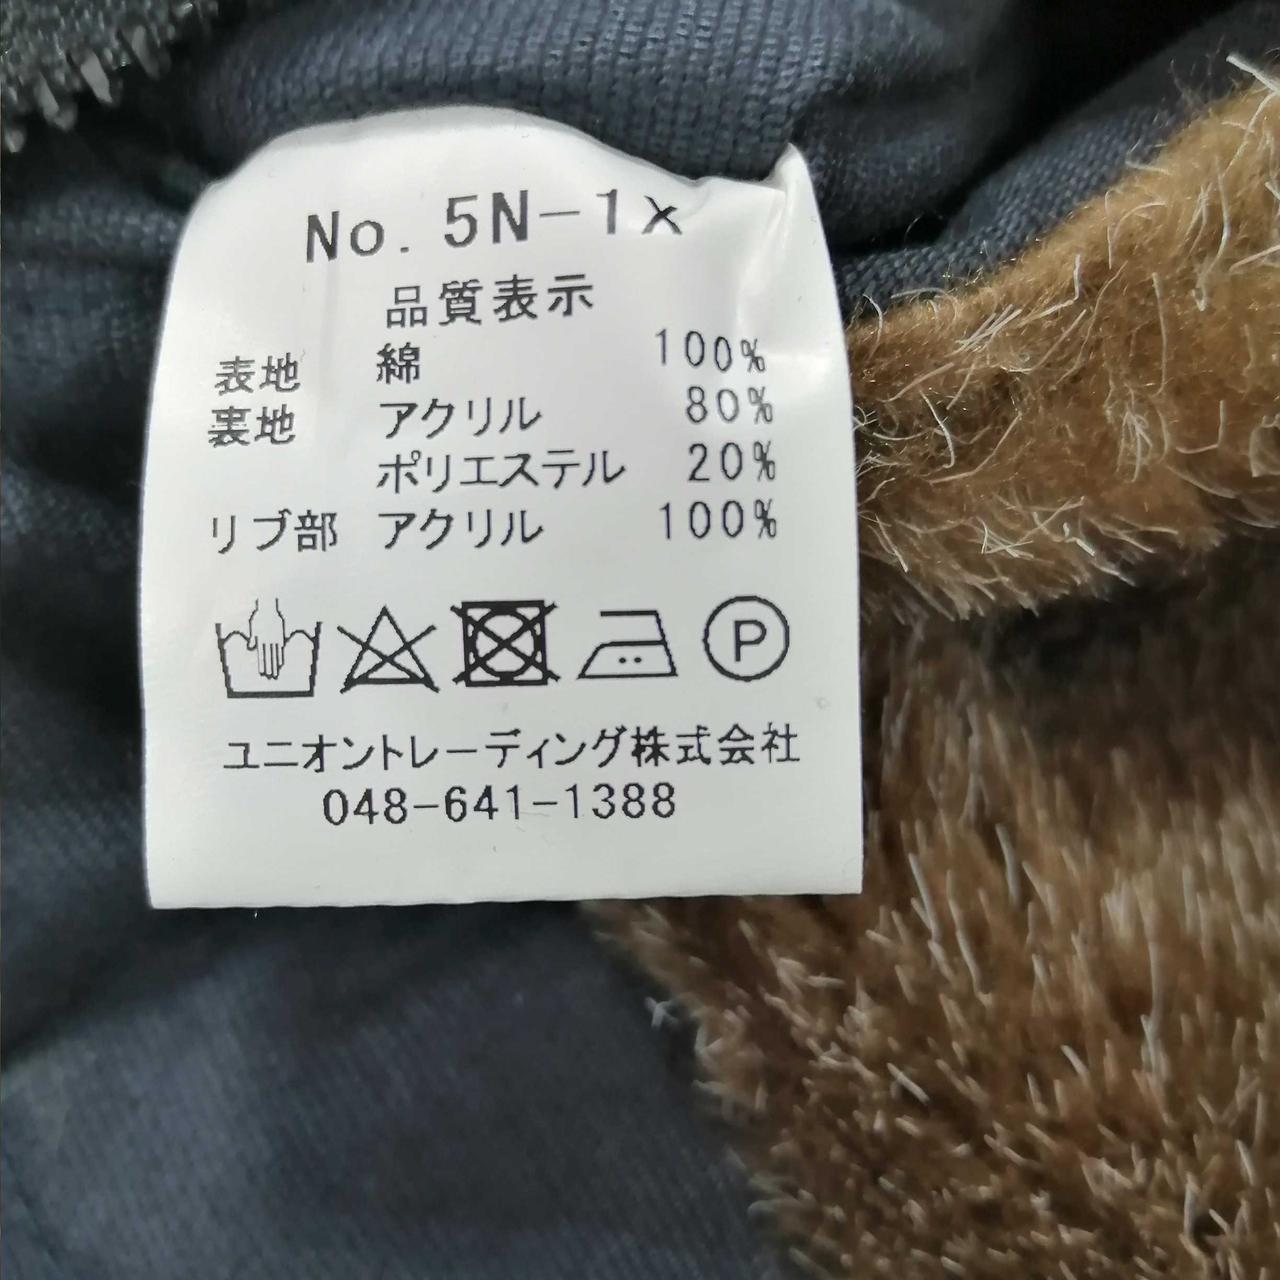 No. 5N-1x
品質表示
表地 綿 100%
裏地 アクリル 80%
ポリエステル 20%
リブ部 アクリル 100%
P
ユニオントレーディング株式会社
048-641-1388